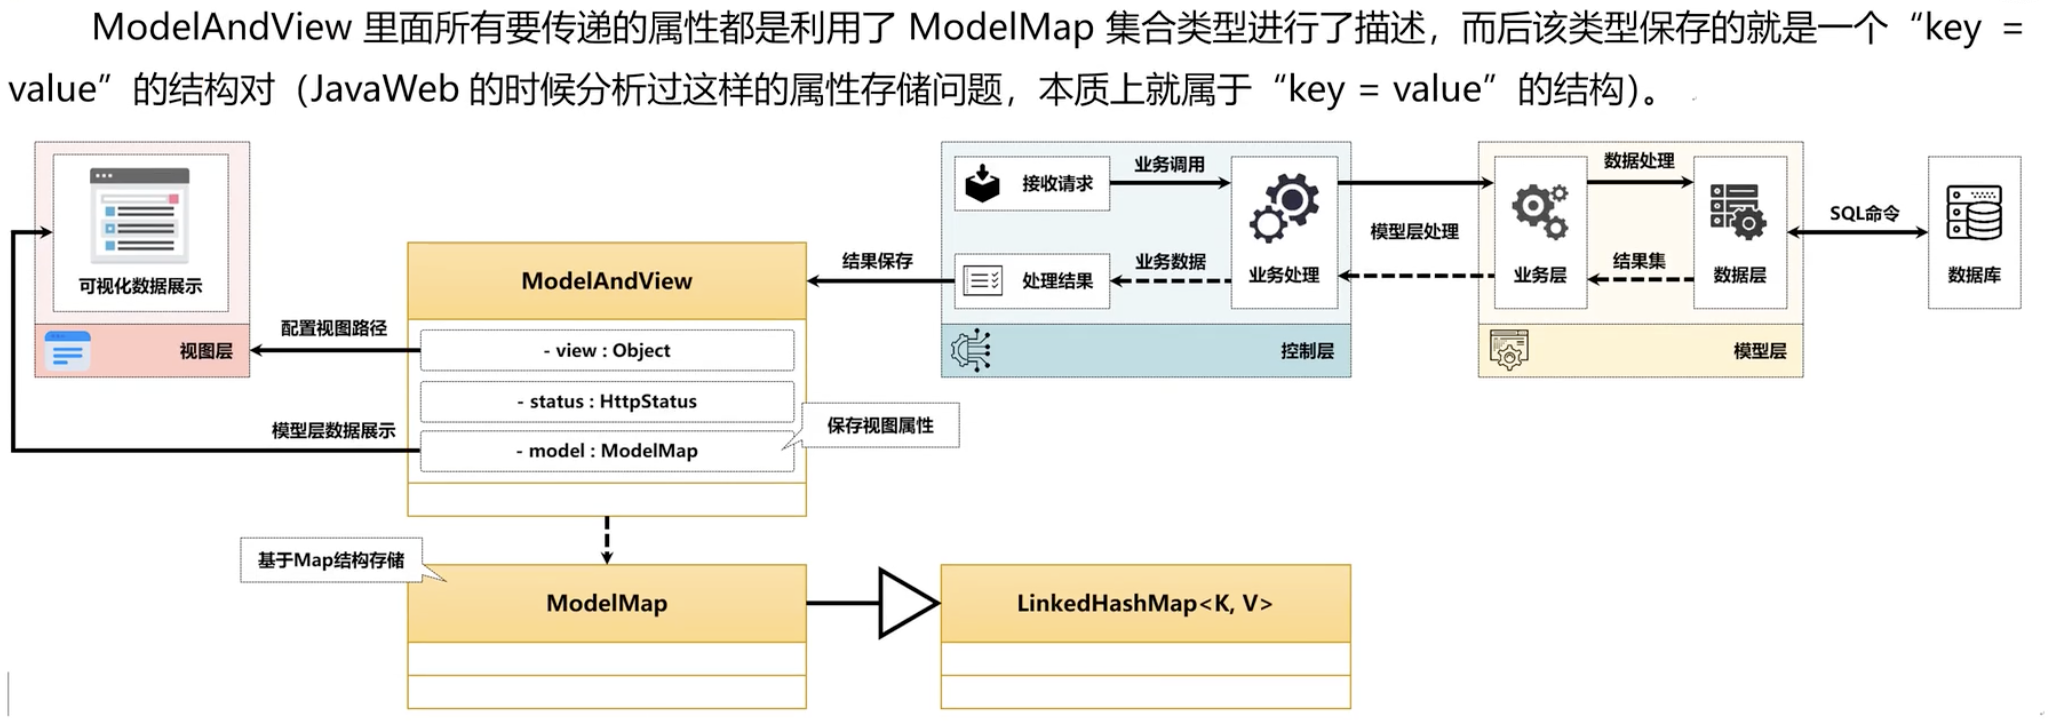 ModelAndView 里面所有要传递的属性都是利用了 ModelMap 集合类型进行了描述，而后该类型保存的就是一个“key =
value”的结构对（JavaWeb 的时候分析过这样的属性存储问题，本质上就属于“key = value”的结构）。
可视化数据展示
视图层
配置视图路径
模型层数据展示
ModelAndView
- view : Object
- status : HttpStatus
- model : ModelMap
保存视图属性
结果保存
接收请求
业务调用
处理结果
业务数据
业务处理
控制层
模型层处理
业务层
数据处理
结果集
数据层
模型层
SQL命令
数据库
基于Map结构存储
ModelMap
LinkedHashMap<K, V>